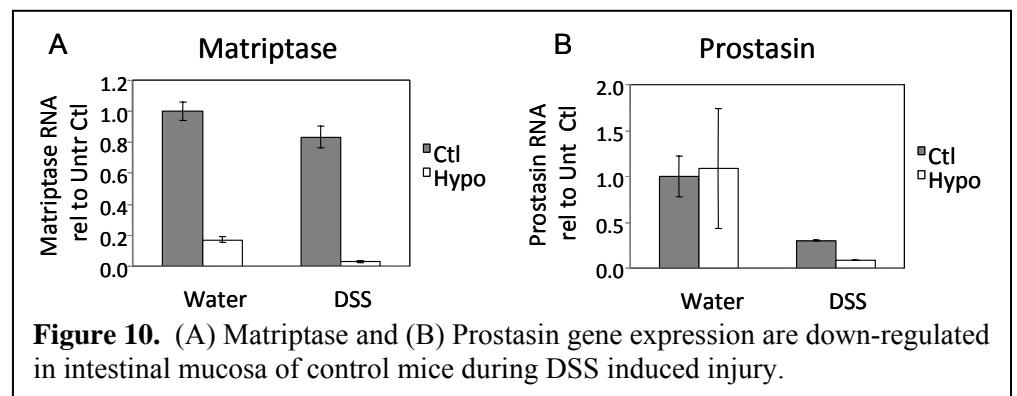 A
Matriptase
Matriptase RNA
rel to Untr Ctl
1.2
1.0
0.8
0.6
0.4
0.2
0.0
Water
DSS
Ctl
Hypo
B
Prostasin
Prostasin RNA
rel to Unt Ctl
2.0
1.5
1.0
0.5
0.0
Water
DSS
Ctl
Hypo
Figure 10. (A) Matriptase and (B) Prostasin gene expression are down-regulated
in intestinal mucosa of control mice during DSS induced injury.